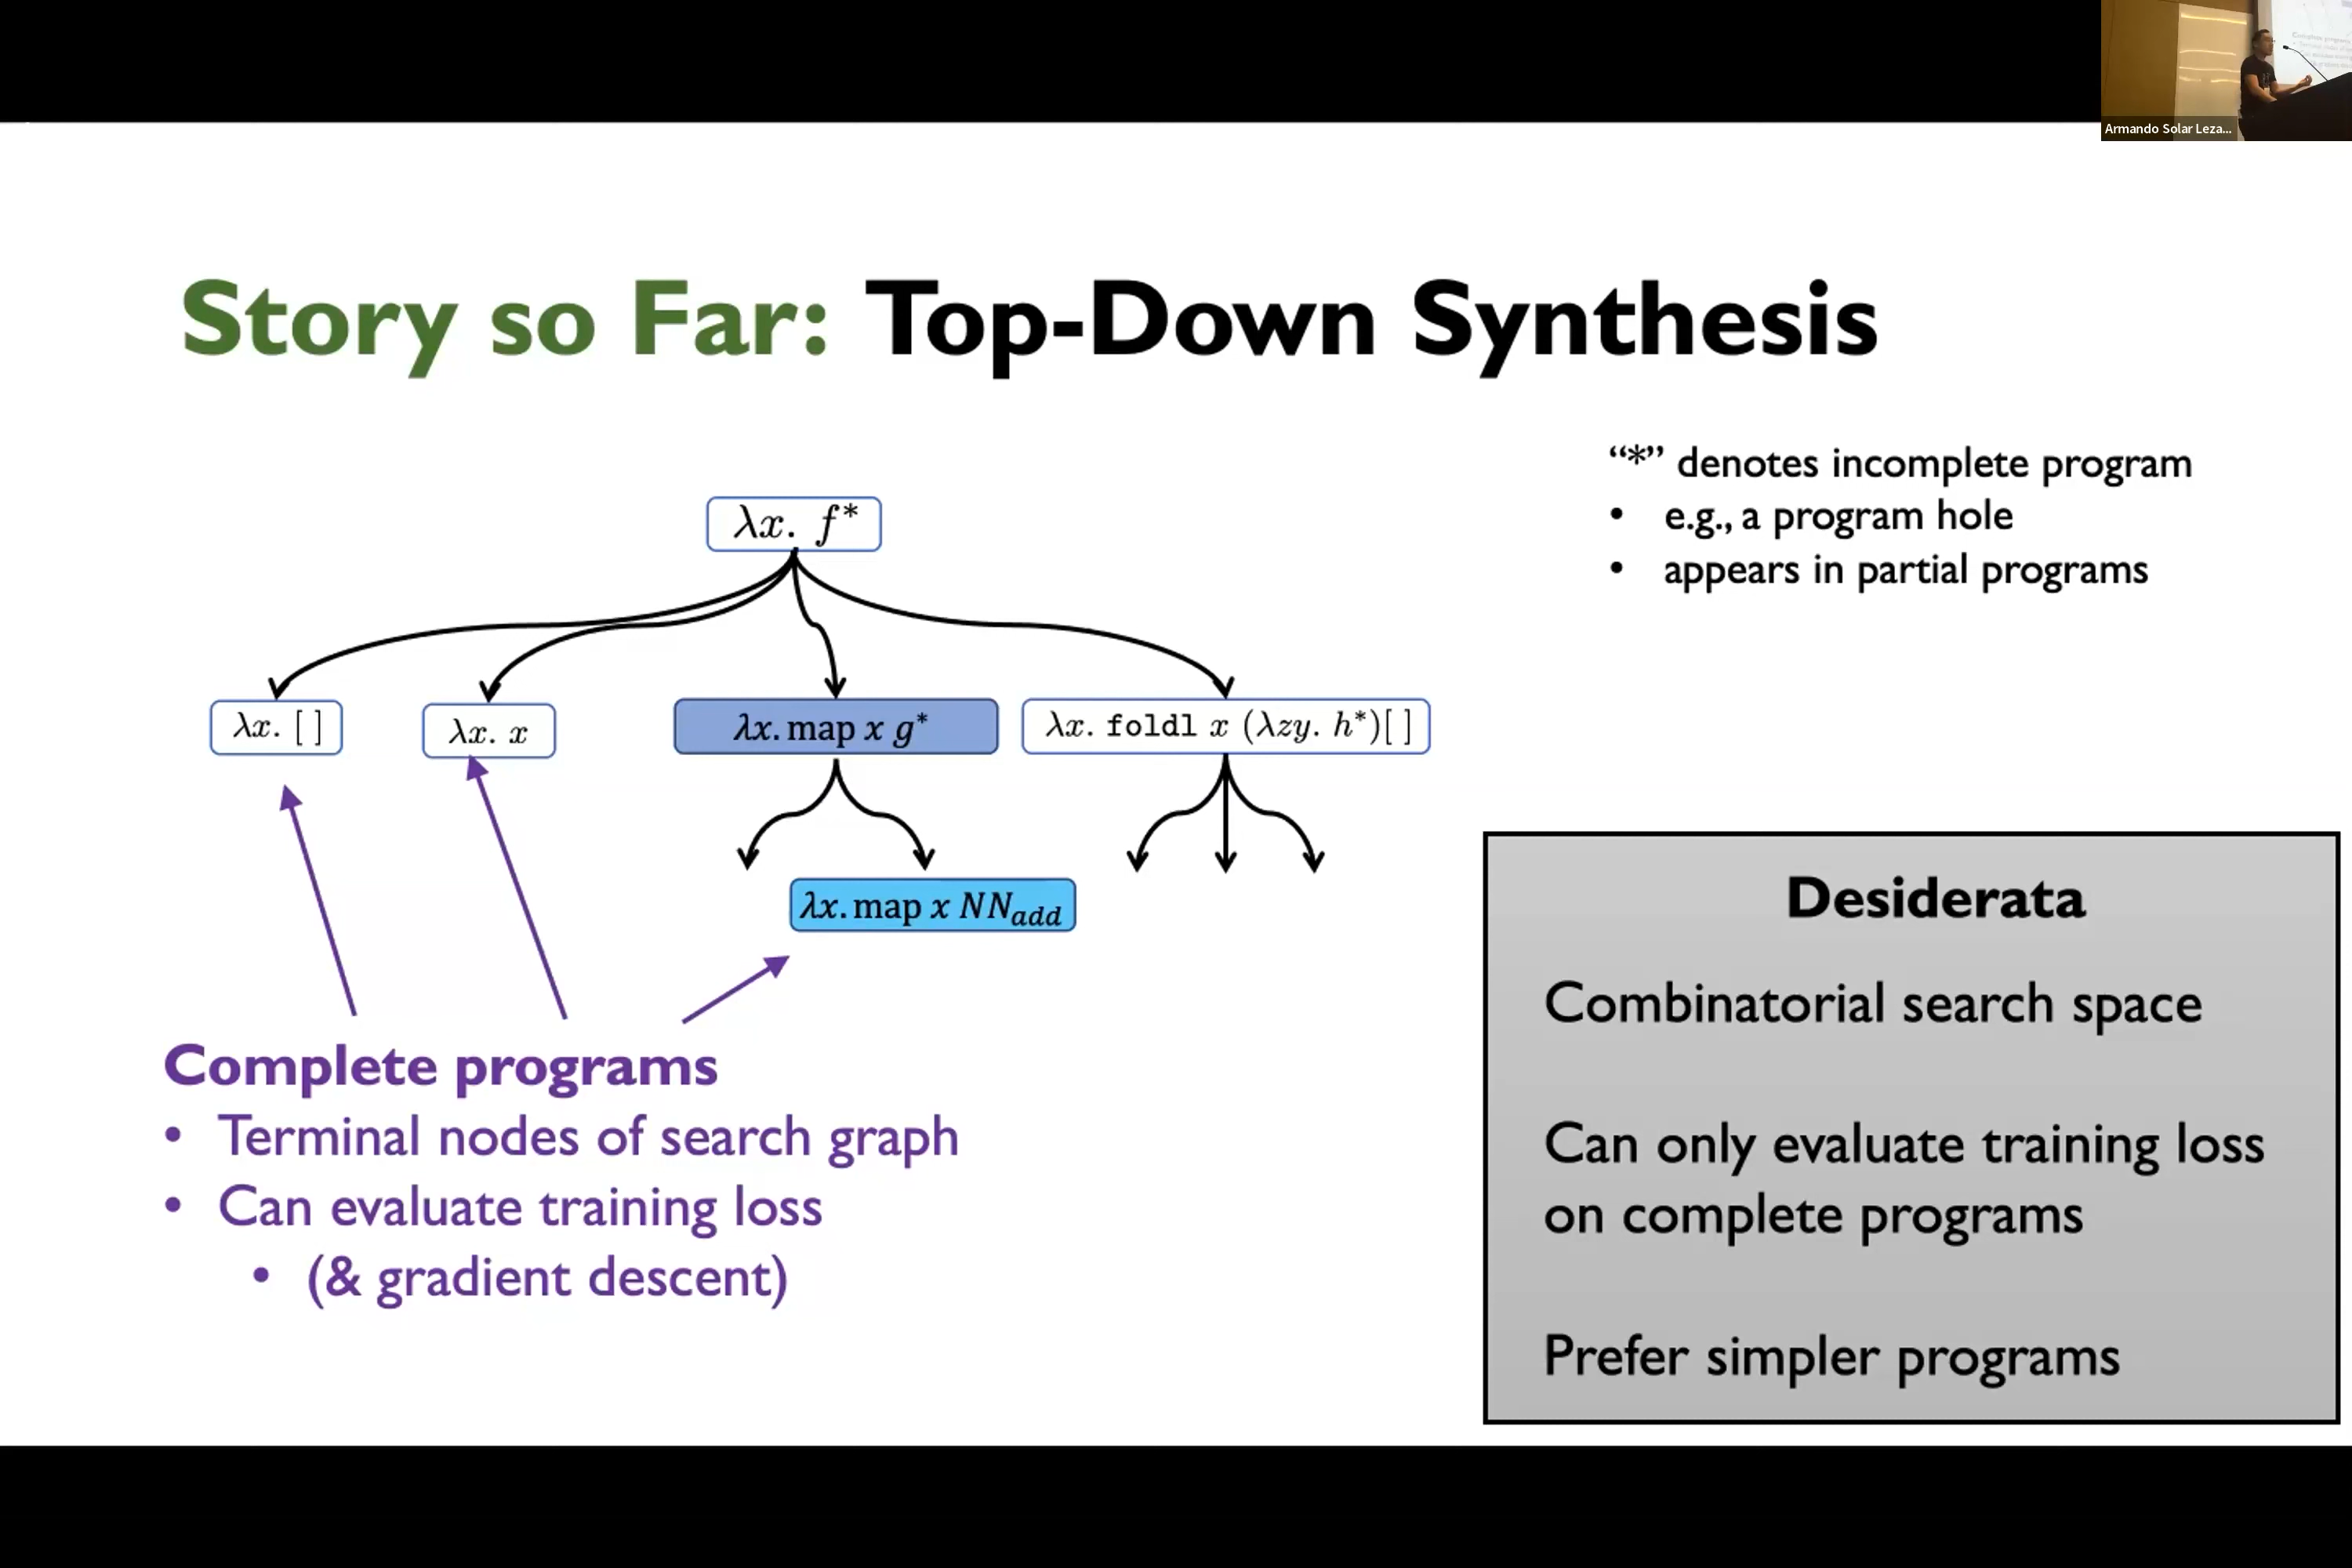 Armando Solar Leza...
Story so Far: Top-Down Synthesis
“*” denotes incomplete program
• e.g., a program hole
• appears in partial programs
λx. f*
λx. [ ]
λx. x
λx. map x g*
λx. foldl x (λzy. h*)[ ]
λx. map x NN_add
Complete programs
• Terminal nodes of search graph
• Can evaluate training loss
• (& gradient descent)
Desiderata
Combinatorial search space
Can only evaluate training loss
on complete programs
Prefer simpler programs